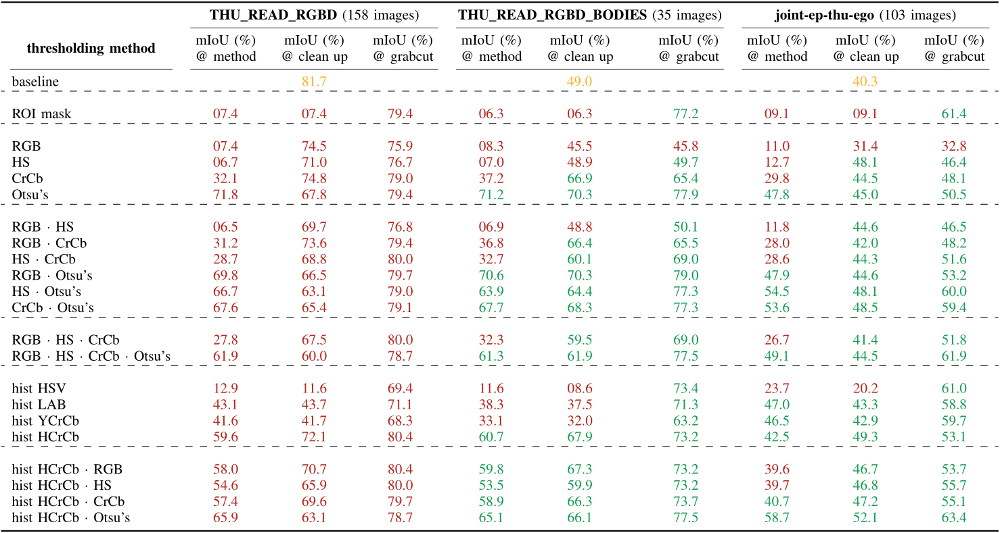 THU_READ_RGBD (158 images) THU_READ_RGBD_BODIES (35 images) joint-ep-thu-ego (103 images)
thresholding method mIoU (%) @ method mIoU (%) @ clean up mIoU (%) @ grabcut mIoU (%) @ method mIoU (%) @ clean up mIoU (%) @ grabcut mIoU (%) @ method mIoU (%) @ clean up mIoU (%) @ grabcut
baseline 81.7 49.0 40.3
ROI mask 07.4 07.4 79.4 06.3 06.3 77.2 09.1 09.1 61.4
RGB 07.4 74.5 75.9 08.3 45.5 45.8 11.0 31.4 32.8
HS 06.7 71.0 76.7 07.0 48.9 49.7 12.7 48.1 46.4
CrCb 32.1 74.8 79.0 37.2 66.9 65.4 29.8 44.5 48.1
Otsu's 71.8 67.8 79.4 71.2 70.3 77.9 47.8 45.0 50.5
RGB · HS 06.5 69.7 76.8 06.9 48.8 50.1 11.8 44.6 46.5
RGB · CrCb 31.2 73.6 79.4 36.8 66.4 65.5 28.0 42.0 48.2
HS · CrCb 28.7 68.8 80.0 32.7 60.1 69.0 28.6 44.3 51.6
RGB · Otsu's 69.8 66.5 79.7 70.6 70.3 79.0 47.9 44.6 53.2
HS · Otsu's 66.7 63.1 79.0 63.9 64.4 77.3 54.5 48.1 60.0
CrCb · Otsu's 67.6 65.4 79.1 67.7 68.3 77.3 53.6 48.5 59.4
RGB · HS · CrCb 27.8 67.5 80.0 32.3 59.5 69.0 26.7 41.4 51.8
RGB · HS · CrCb · Otsu's 61.9 60.0 78.7 61.3 61.9 77.5 49.1 44.5 61.9
hist HSV 12.9 11.6 69.4 11.6 08.6 73.4 23.7 20.2 61.0
hist LAB 43.1 43.7 71.1 38.3 37.5 71.3 47.0 43.3 58.8
hist YCrCb 41.6 41.7 68.3 33.1 32.0 63.2 46.5 42.9 59.7
hist HCrCb 59.6 72.1 80.4 60.7 67.9 73.2 42.5 49.3 53.1
hist HCrCb · RGB 58.0 70.7 80.4 59.8 67.3 73.2 39.6 46.7 53.7
hist HCrCb · HS 54.6 65.9 80.0 53.5 59.9 73.2 39.7 46.8 55.7
hist HCrCb · CrCb 57.4 69.6 79.7 58.9 66.3 73.7 40.7 47.2 55.1
hist HCrCb · Otsu's 65.9 63.1 78.7 65.1 66.1 77.5 58.7 52.1 63.4